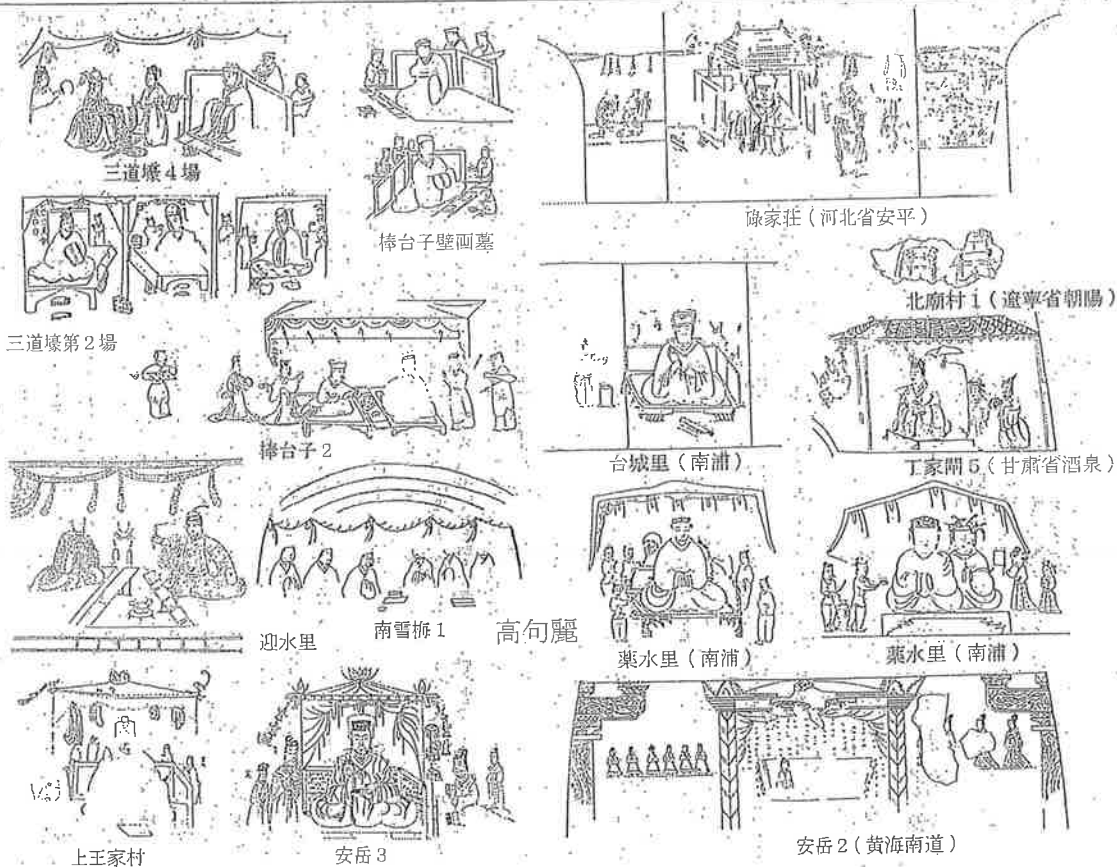 三道壕4場
棒台子壁画墓
碌家荘(河北省安平)
北廟村1(遼寧省朝陽)
三道壕第2場
棒台子2
台城里(南浦)
丁家閘5(甘粛省酒泉)
迎水里
南雪梅1
高句麗
薬水里(南浦)
薬水里(南浦)
上王家村
安岳3
安岳2(黄海南道)